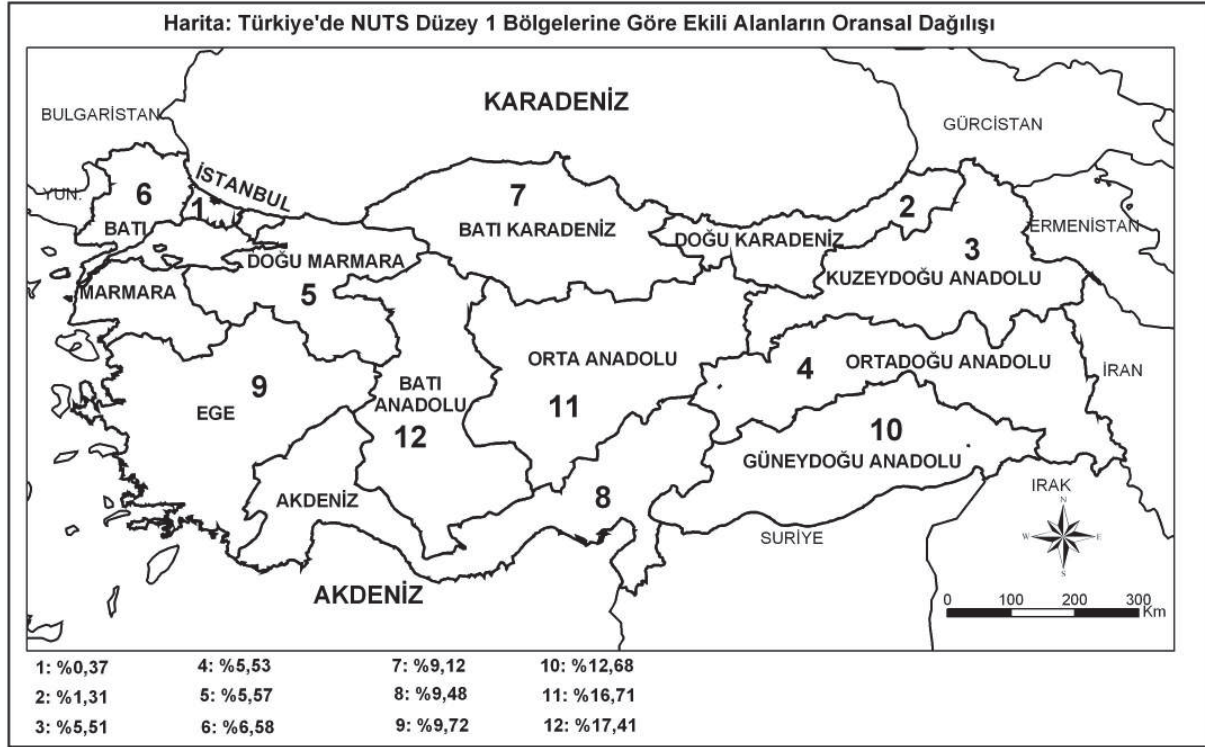 Harita: Türkiye'de NUTS Düzey 1 Bölgelerine Göre Ekili Alanların Oransal Dağılışı
KARADENİZ
BULGARİSTAN
GÜRCİSTAN
YUN.
6
BATI
İSTANBUL
1
7
BATI KARADENİZ
2
DOĞU KARADENİZ
ERMENİSTAN
3
KUZEYDOĞU ANADOLU
DOĞU MARMARA
MARMARA
5
ORTA ANADOLU
11
4
ORTADOĞU ANADOLU
İRAN
9
EGE
BATI
ANADOLU
12
10
GÜNEYDOĞU ANADOLU
AKDENİZ
8
IRAK
SURİYE
N
W
E
S
AKDENİZ
0 100 200 300
Km
1: %0,37
2: %1,31
3: %5,51
4: %5,53
5: %5,57
6: %6,58
7: %9,12
8: %9,48
9: %9,72
10: %12,68
11: %16,71
12: %17,41